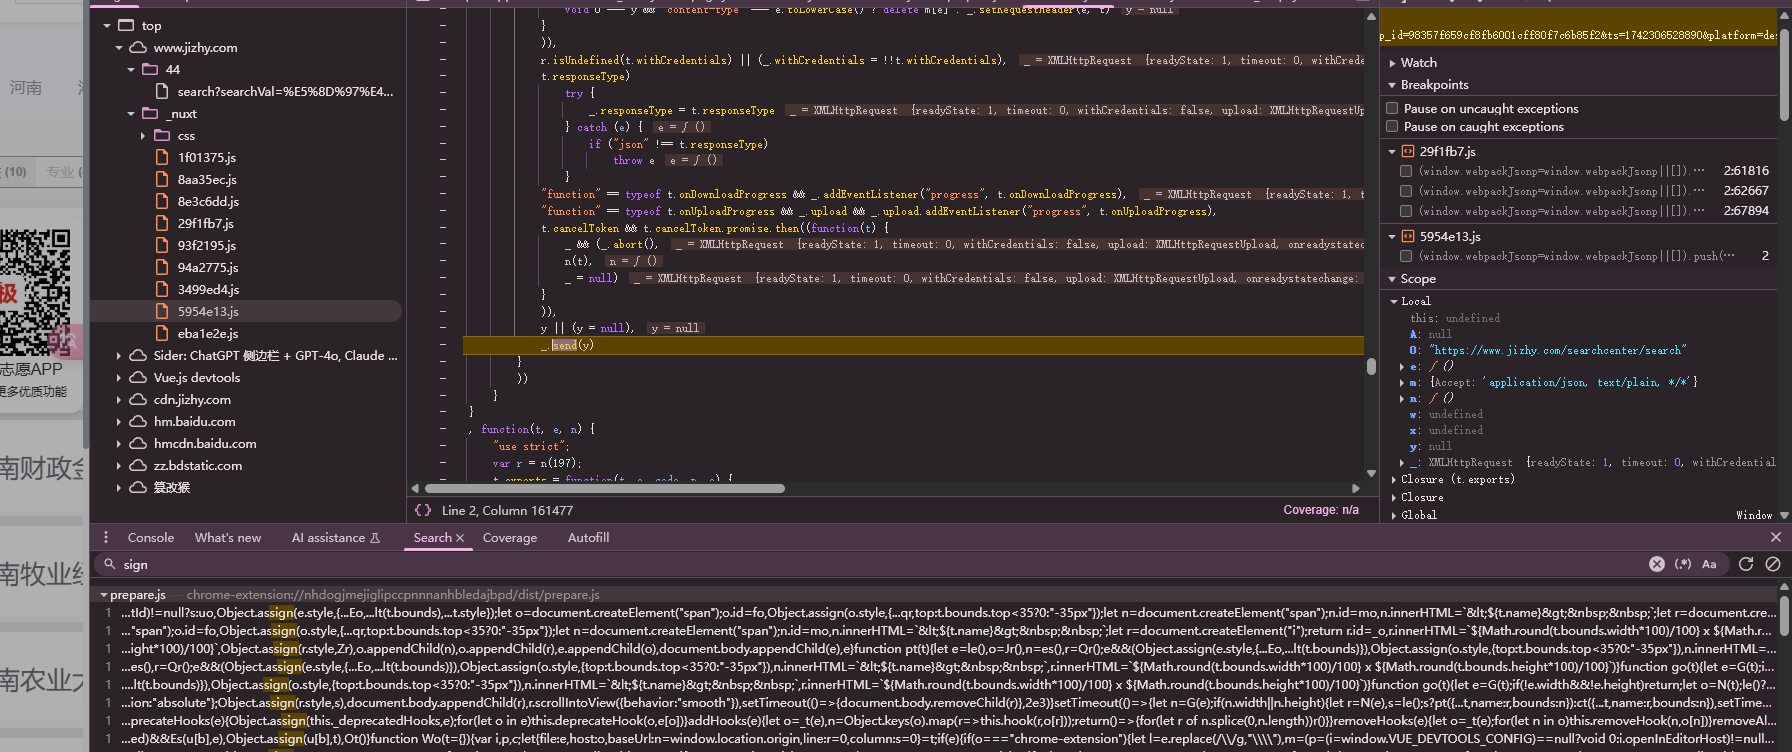 河南
(10)
专业
极
志愿APP
更多优质功能
南财政金
南牧业经
南农业大
top
www.jizhy.com
44
search?searchVal=%E5%8D%97%E4...
_nuxt
css
1f01375.js
8aa35ec.js
8e3c6dd.js
29f1fb7.js
93f2195.js
94a2775.js
3499ed4.js
5954e13.js
eba1e2e.js
Sider: ChatGPT 侧边栏 + GPT-4o, Claude ...
Vue.js devtools
cdn.jizhy.com
hm.baidu.com
hmcdn.baidu.com
zz.bdstatic.com
篡改猴
void 0 === y && "content-type" === e.toLowerCase() ? delete m[e] : _.setRequestHeader(e, t) y = null
}
)),
r.isUndefined(t.withCredentials) || (_.withCredentials = !!t.withCredentials), _ = XMLHttpRequest {readyState: 1, timeout: 0, withCrede
t.responseType)
try {
_.responseType = t.responseType _ = XMLHttpRequest {readyState: 1, timeout: 0, withCredentials: false, upload: XMLHttpRequestUp
} catch (e) { e = ƒ ()
if ("json" !== t.responseType)
throw e e = ƒ ()
}
"function" == typeof t.onDownloadProgress && _.addEventListener("progress", t.onDownloadProgress), _ = XMLHttpRequest {readyState: 1, t
"function" == typeof t.onUploadProgress && _.upload && _.upload.addEventListener("progress", t.onUploadProgress),
t.cancelToken && t.cancelToken.promise.then((function(t) {
_ && (_.abort(), _ = XMLHttpRequest {readyState: 1, timeout: 0, withCredentials: false, upload: XMLHttpRequestUpload, onreadystatec
n(t), n = ƒ ()
_ = null) _ = XMLHttpRequest {readyState: 1, timeout: 0, withCredentials: false, upload: XMLHttpRequestUpload, onreadystatechange:
}
)),
y || (y = null), y = null
_.send(y)
}
))
}
}
, function(t, e, n) {
"use strict";
var r = n(197);
t.exports = function(t, e, code, n, o) {
{} Line 2, Column 161477
Coverage: n/a
p_id=98357f659cf8fb6001cff80f7c6b85f2&ts=1742306528890&platform=des
Watch
Breakpoints
Pause on uncaught exceptions
Pause on caught exceptions
29f1fb7.js
(window.webpackJsonp=window.webpackJsonp||[]).⋯ 2:61816
(window.webpackJsonp=window.webpackJsonp||[]).⋯ 2:62667
(window.webpackJsonp=window.webpackJsonp||[]).⋯ 2:67894
5954e13.js
(window.webpackJsonp=window.webpackJsonp||[]).push(⋯ 2
Scope
Local
this: undefined
A: null
O: "https://www.jizhy.com/searchcenter/search"
e: ƒ ()
m: {Accept: 'application/json, text/plain, */*'}
n: ƒ ()
w: undefined
x: undefined
y: null
_: XMLHttpRequest {readyState: 1, timeout: 0, withCredential
Closure (t.exports)
Closure
Global Window
Console What's new AI assistance Search Coverage Autofill
sign
(.*) Aa
prepare.js — chrome-extension://nhdogjmejiglipccpnnnanhbledajbpd/dist/prepare.js
1 ...tId)!=null?s:uo,Object.assign(e.style,{...Eo,...lt(t.bounds),...t.style});let o=document.createElement("span");o.id=fo,Object.assign(o.style,{...qr,top:t.bounds.top<35?0:"-35px"});let n=document.createElement("span");n.id=mo,n.innerHTML=`&lt;${t.name}&gt;&nbsp;&nbsp;`;let r=document.cre...
1 ..."span");o.id=fo,Object.assign(o.style,{...qr,top:t.bounds.top<35?0:"-35px"});let n=document.createElement("span");n.id=mo,n.innerHTML=`&lt;${t.name}&gt;&nbsp;&nbsp;`;let r=document.createElement("i");return r.id=_o,r.innerHTML=`${Math.round(t.bounds.width*100)/100} x ${Math.r...
1 ...ight*100)/100}`,Object.assign(r.style,Zr),o.appendChild(n),o.appendChild(r),e.appendChild(o),document.body.appendChild(e),e}function pt(t){let e=le(),o=Jr(),n=es(),r=Qr();e&&(Object.assign(e.style,{...Eo,...lt(t.bounds)}),Object.assign(o.style,{top:t.bounds.top<35?0:"-35px"}),n....
1 ...es(),r=Qr();e&&(Object.assign(e.style,{...Eo,...lt(t.bounds)}),Object.assign(o.style,{top:t.bounds.top<35?0:"-35px"}),n.innerHTML=`&lt;${t.name}&gt;&nbsp;&nbsp;`,r.innerHTML=`${Math.round(t.bounds.width*100)/100} x ${Math.round(t.bounds.height*100)/100}`)}function go(t){let e=G(t);i...
1 ...lt(t.bounds)}),Object.assign(o.style,{top:t.bounds.top<35?0:"-35px"}),n.innerHTML=`&lt;${t.name}&gt;&nbsp;&nbsp;`,r.innerHTML=`${Math.round(t.bounds.width*100)/100} x ${Math.round(t.bounds.height*100)/100}`)}function go(t){let e=G(t);if(!e.width&&!e.height)return;let o=N(t);le()?...
1 ...ion:"absolute"};Object.assign(r.style,s),document.body.appendChild(r),r.scrollIntoView({behavior:"smooth"}),setTimeout(()=>{document.body.removeChild(r)},2e3)}setTimeout(()=>{let n=G(e);if(n.width||n.height){let r=N(e),s=le();s?pt({...t,name:r,bounds:n}):ct({...t,name:r,bounds:n}),setTime...
1 ...precateHooks(e){Object.assign(this._deprecatedHooks,e);for(let o in e)this.deprecateHook(o,e[o])}addHooks(e){let o=_t(e),n=Object.keys(o).map(r=>this.hook(r,o[r]));return()=>{for(let r of n.splice(0,n.length))r()}}removeHooks(e){let o=_t(e);for(let n in o)this.removeHook(n,o[n])}removeAl...
1 ...ed)&&Es(u[b],e),Object.assign(u[b],t),Ot()}function Wo(t={}){var i,p,c;let{file:e,host:o,baseUrl:n=window.location.origin,line:r=0,column:s=0}=t;if(e){if(o==="chrome-extension"){let l=e.replace(/\\/g,"\\\\"),m=(p=(i=window.VUE_DEVTOOLS_CONFIG)==null?void 0:i.openInEditorHost)!=null...